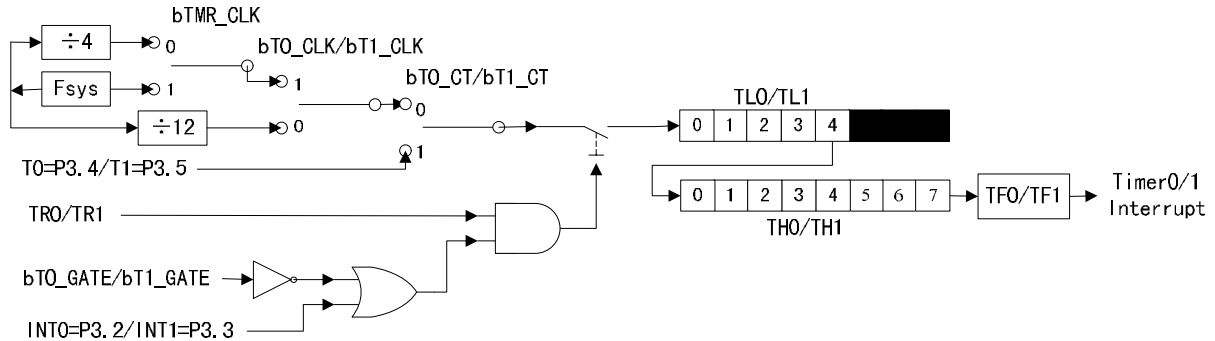 bTMR_CLK
÷4
0
bT0_CLK/bT1_CLK
bT0_CT/bT1_CT
Fsys
1
1
0
TL0/TL1
÷12
0
0 1 2 3 4
1
T0=P3.4/T1=P3.5
0 1 2 3 4 5 6 7
TF0/TF1
Timer0/1
Interrupt
TR0/TR1
TH0/TH1
bT0_GATE/bT1_GATE
INT0=P3.2/INT1=P3.3